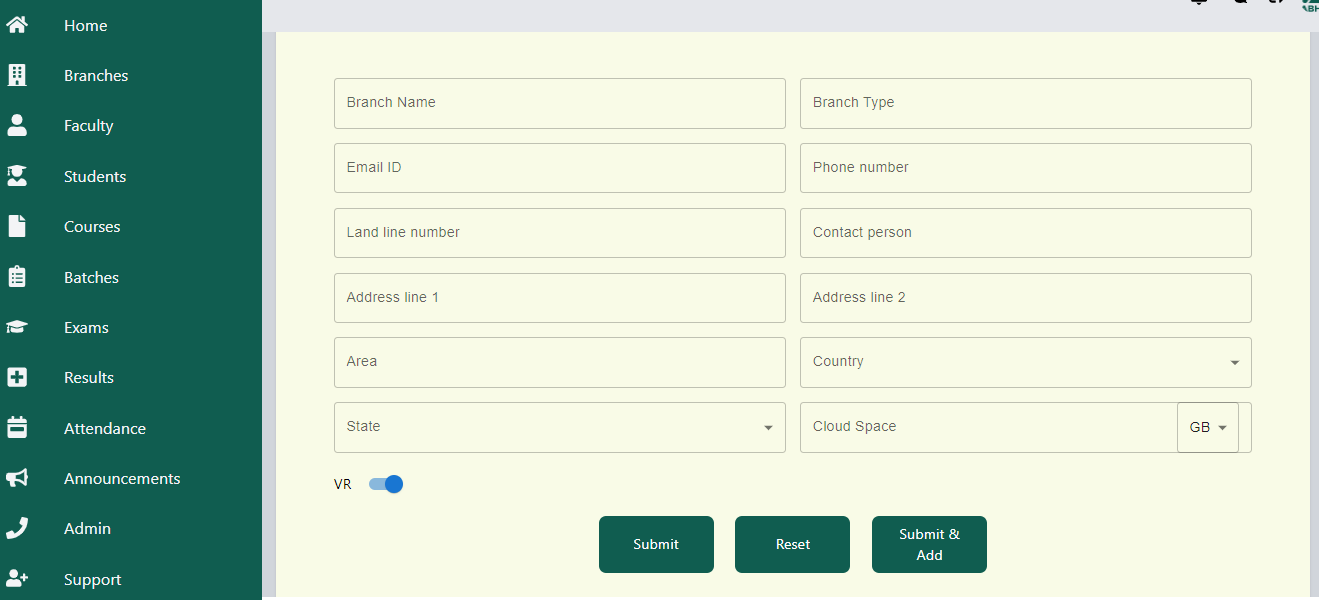 Home
Branches
Faculty
Students
Courses
Batches
Exams
Results
Attendance
Announcements
Admin
Support
Branch Name
Branch Type
Email ID
Phone number
Land line number
Contact person
Address line 1
Address line 2
Area
Country
State
Cloud Space
GB
VR
Submit
Reset
Submit &
Add